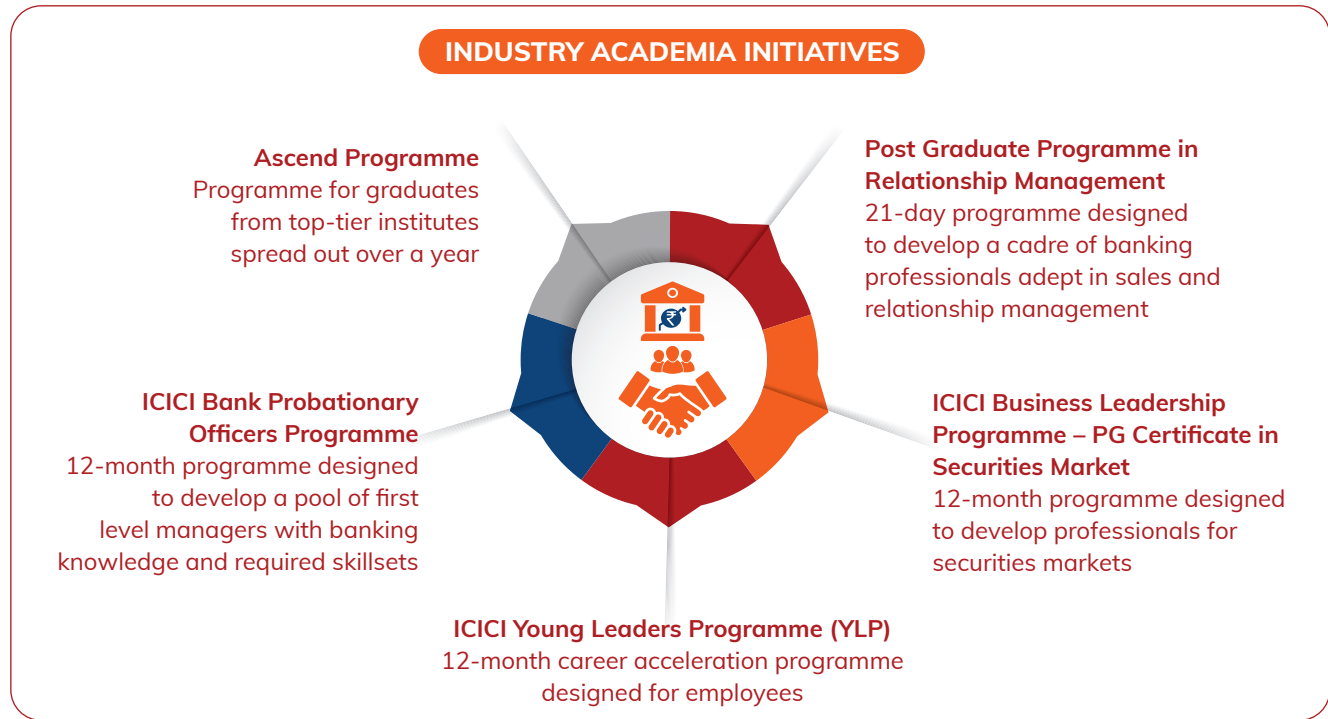 INDUSTRY ACADEMIA INITIATIVES
Ascend Programme
Programme for graduates
from top-tier institutes
spread out over a year
Post Graduate Programme in
Relationship Management
21-day programme designed
to develop a cadre of banking
professionals adept in sales and
relationship management
ICICI Bank Probationary
Officers Programme
12-month programme designed
to develop a pool of first
level managers with banking
knowledge and required skillsets
ICICI Business Leadership
Programme – PG Certificate in
Securities Market
12-month programme designed
to develop professionals for
securities markets
ICICI Young Leaders Programme (YLP)
12-month career acceleration programme
designed for employees
₹